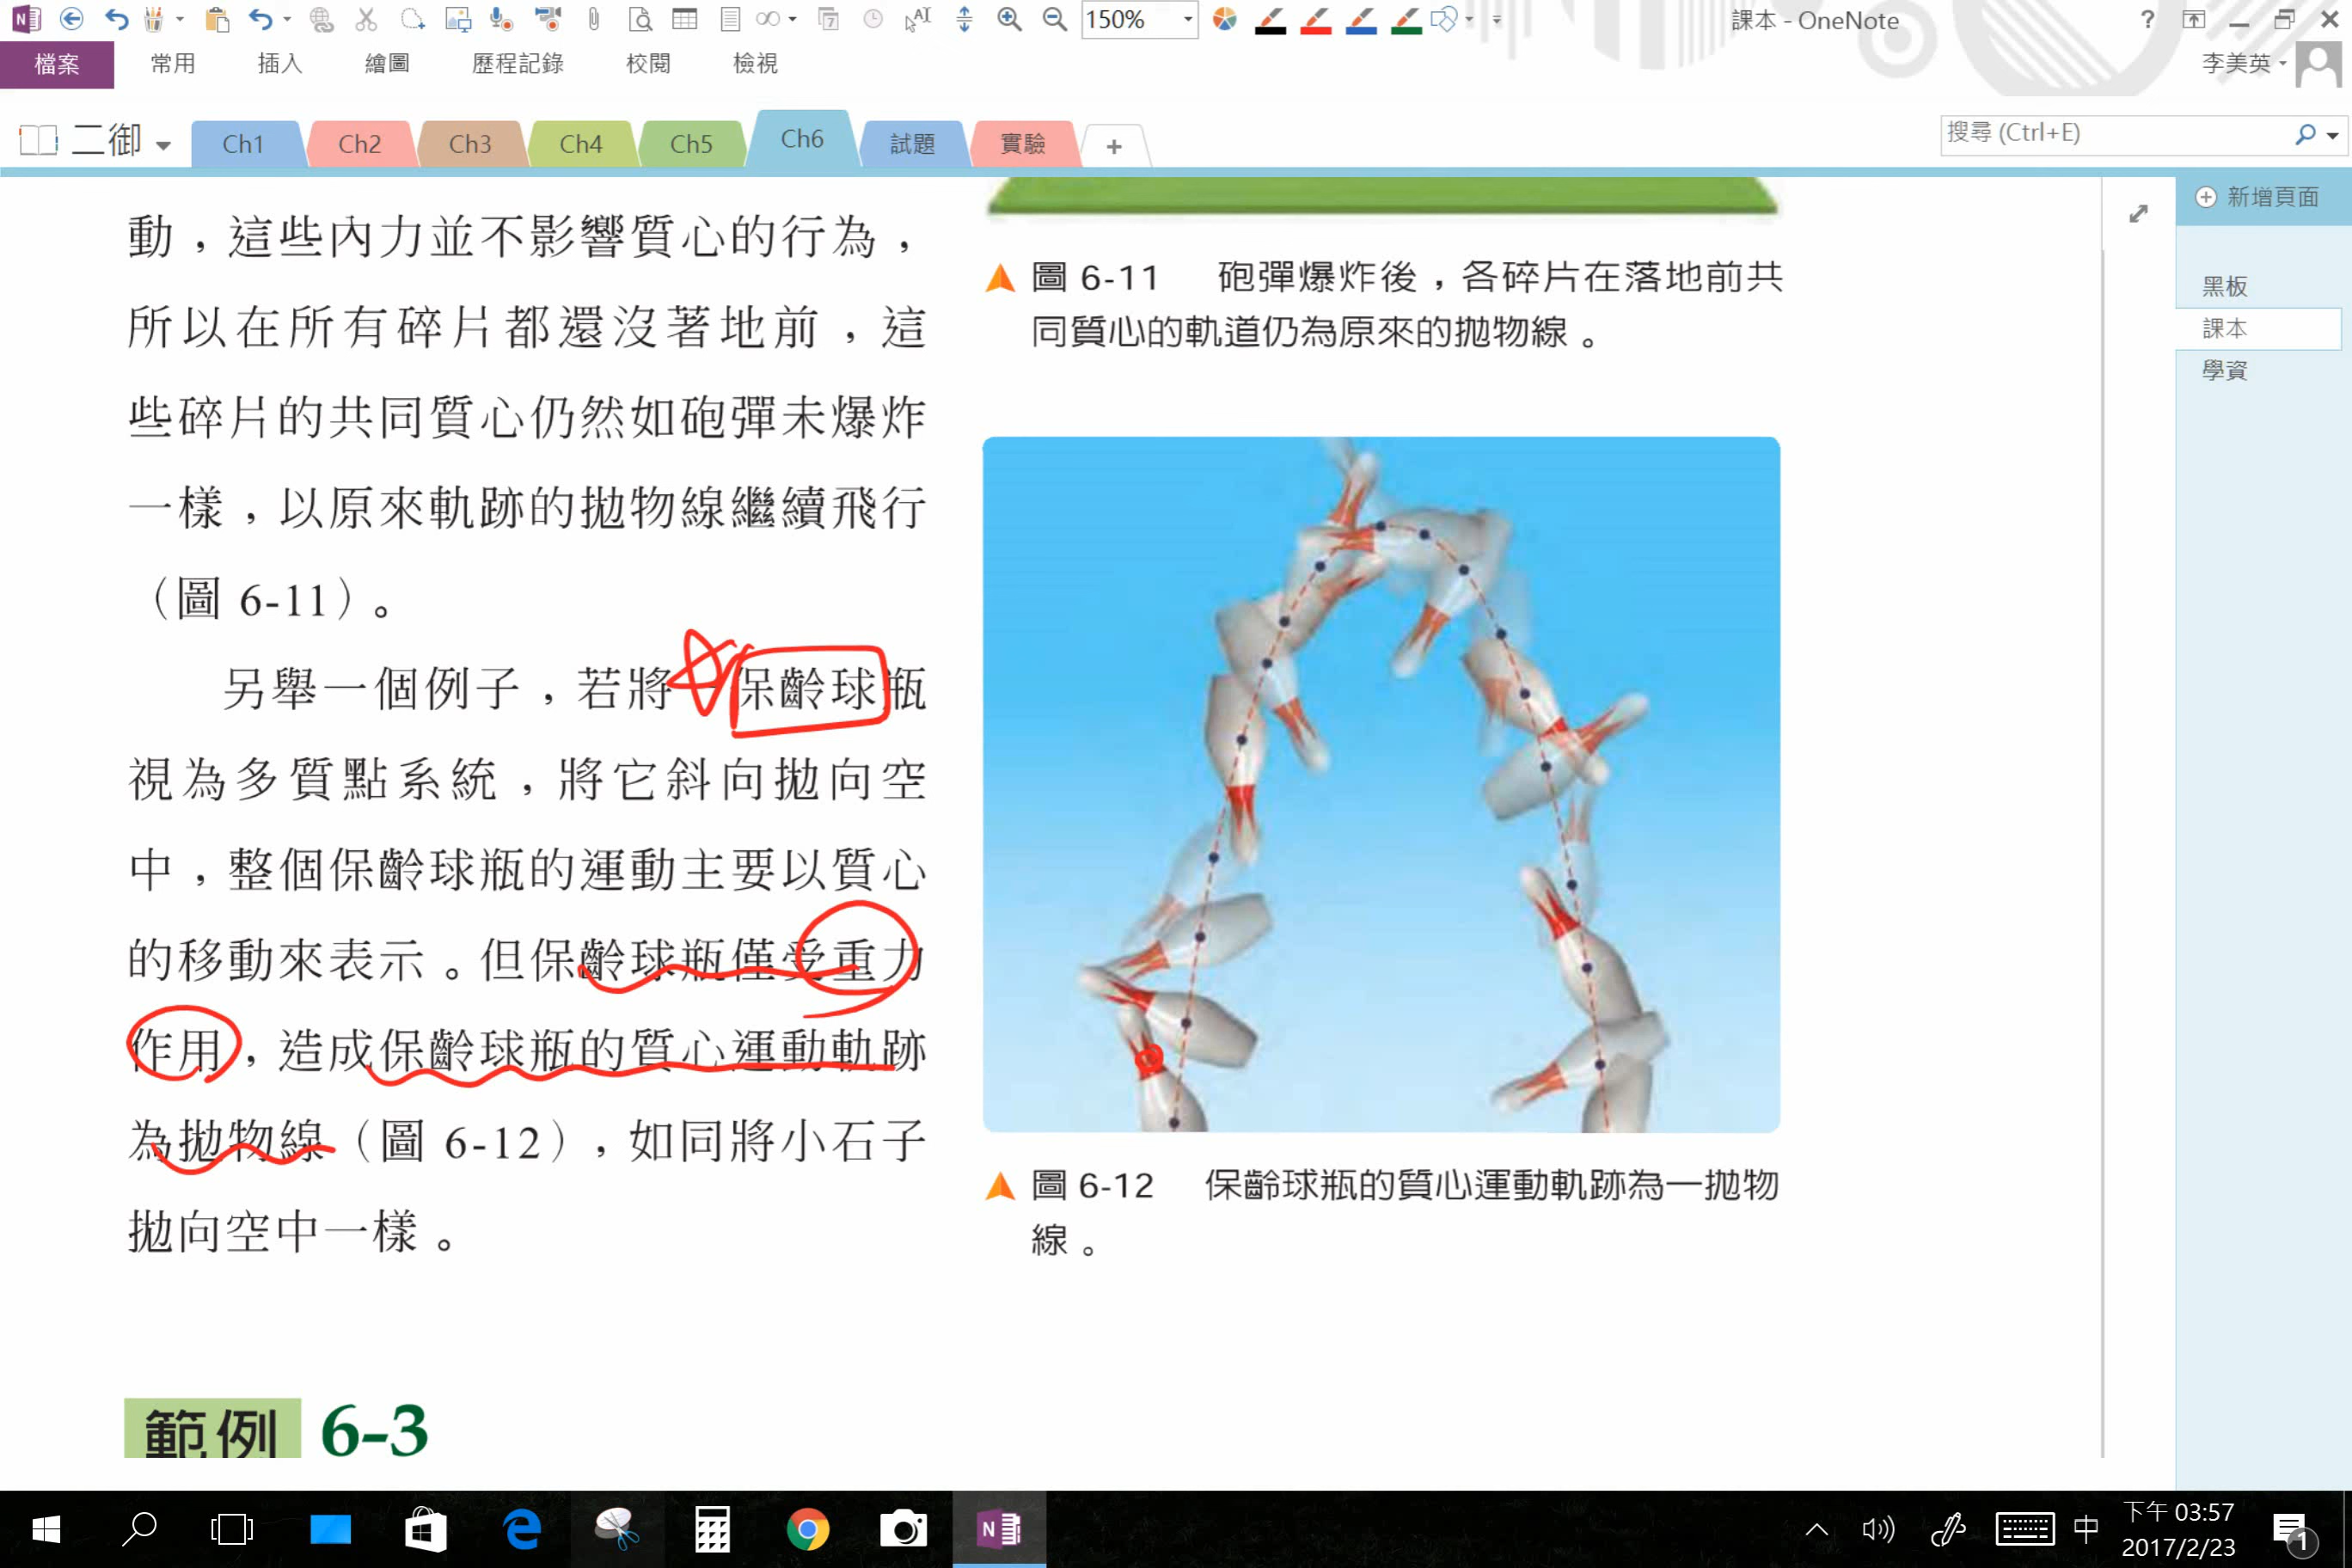 150%
課本 - OneNote
?
檔案
常用
插入
繪圖
歷程記錄
校閱
檢視
李美英
二御
Ch1
Ch2
Ch3
Ch4
Ch5
Ch6
試題
實驗
+
搜尋 (Ctrl+E)
新增頁面
黑板
課本
學資
動，這些內力並不影響質心的行為，
所以在所有碎片都還沒著地前，這
些碎片的共同質心仍然如砲彈未爆炸
一樣，以原來軌跡的拋物線繼續飛行
（圖 6-11）。
另舉一個例子，若將一保齡球瓶
視為多質點系統，將它斜向拋向空
中，整個保齡球瓶的運動主要以質心
的移動來表示。但保齡球瓶僅受重力
作用，造成保齡球瓶的質心運動軌跡
為拋物線（圖 6-12），如同將小石子
拋向空中一樣。
圖 6-11 砲彈爆炸後，各碎片在落地前共
同質心的軌道仍為原來的拋物線。
圖 6-12 保齡球瓶的質心運動軌跡為一拋物
線。
範例 6-3
中
下午 03:57
2017/2/23
1